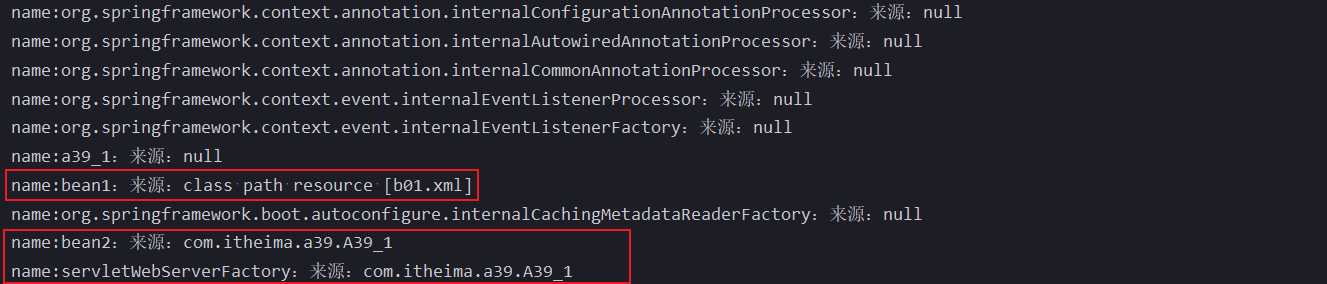 name:org.springframework.context.annotation.internalConfigurationAnnotationProcessor：来源：null
name:org.springframework.context.annotation.internalAutowiredAnnotationProcessor：来源：null
name:org.springframework.context.annotation.internalCommonAnnotationProcessor：来源：null
name:org.springframework.context.event.internalEventListenerProcessor：来源：null
name:org.springframework.context.event.internalEventListenerFactory：来源：null
name:a39_1：来源：null
name:bean1：来源：class path resource [b01.xml]
name:org.springframework.boot.autoconfigure.internalCachingMetadataReaderFactory：来源：null
name:bean2：来源：com.itheima.a39.A39_1
name:servletWebServerFactory：来源：com.itheima.a39.A39_1